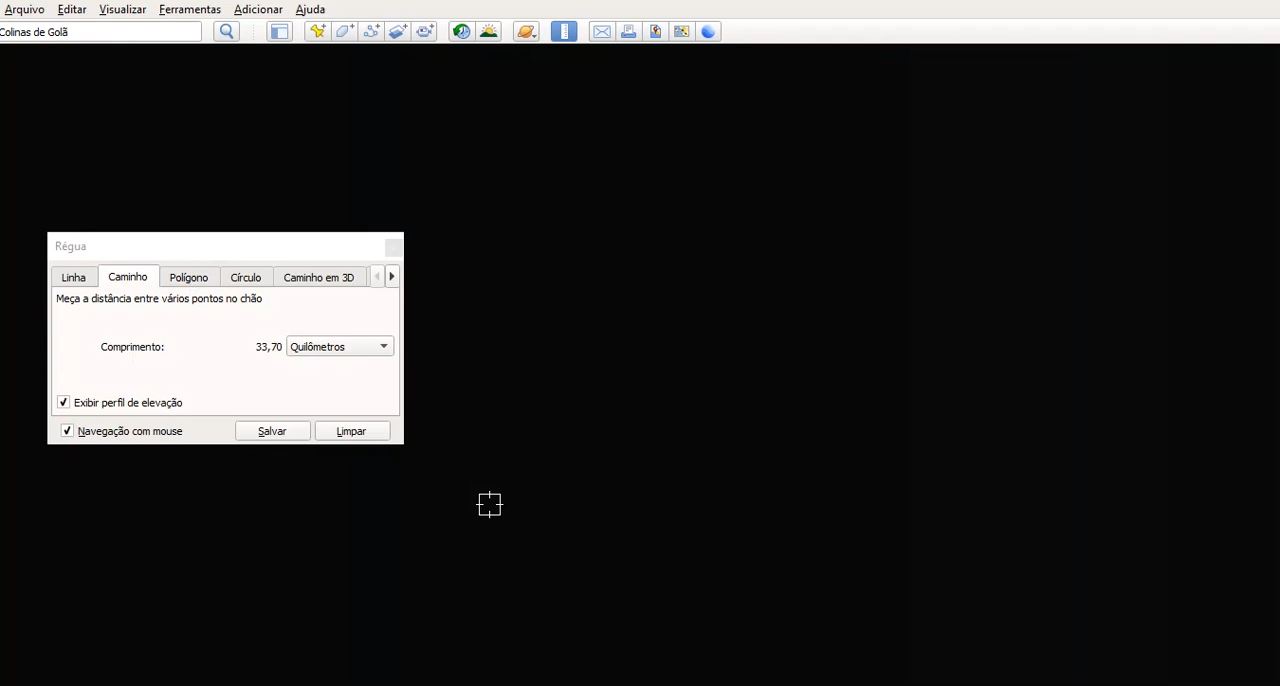 Arquivo Editar Visualizar Ferramentas Adicionar Ajuda
Colinas de Golã
Régua
Linha Caminho Polígono Círculo Caminho em 3D
Meça a distância entre vários pontos no chão
Comprimento: 33,70 Quilômetros
Exibir perfil de elevação
Navegação com mouse Salvar Limpar